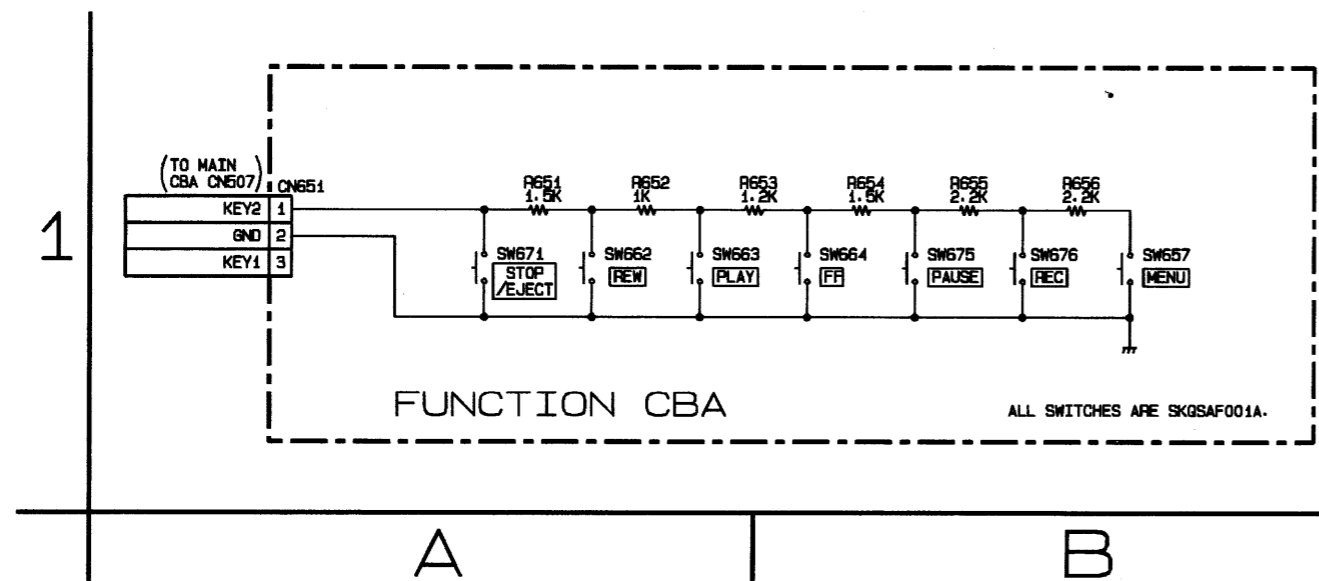 (TO MAIN
CBA CN507)
CN651
KEY2 1
GND 2
KEY1 3
R651
1.5K
R652
1K
R653
1.2K
R654
1.5K
R655
2.2K
R656
2.2K
SW671
STOP
/EJECT
SW662
REW
SW663
PLAY
SW664
FF
SW675
PAUSE
SW676
REC
SW657
MENU
FUNCTION CBA
ALL SWITCHES ARE SKQSAF001A.
1
A
B